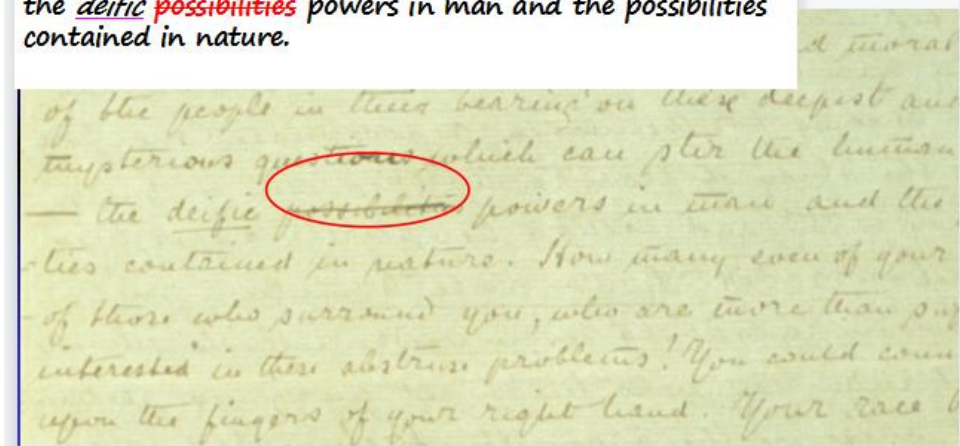 the deific possibilities powers in man and the possibilities
contained in nature.
d moral
of the people in their bearing on these deepest and
mysterious questions which can stir the human
— the deific possibilities powers in man and the
-ties contained in nature. How many even of your
-of those who surround you, who are more than
interested in these abstruse problems! You could coun
upon the fingers of your right hand. Your race